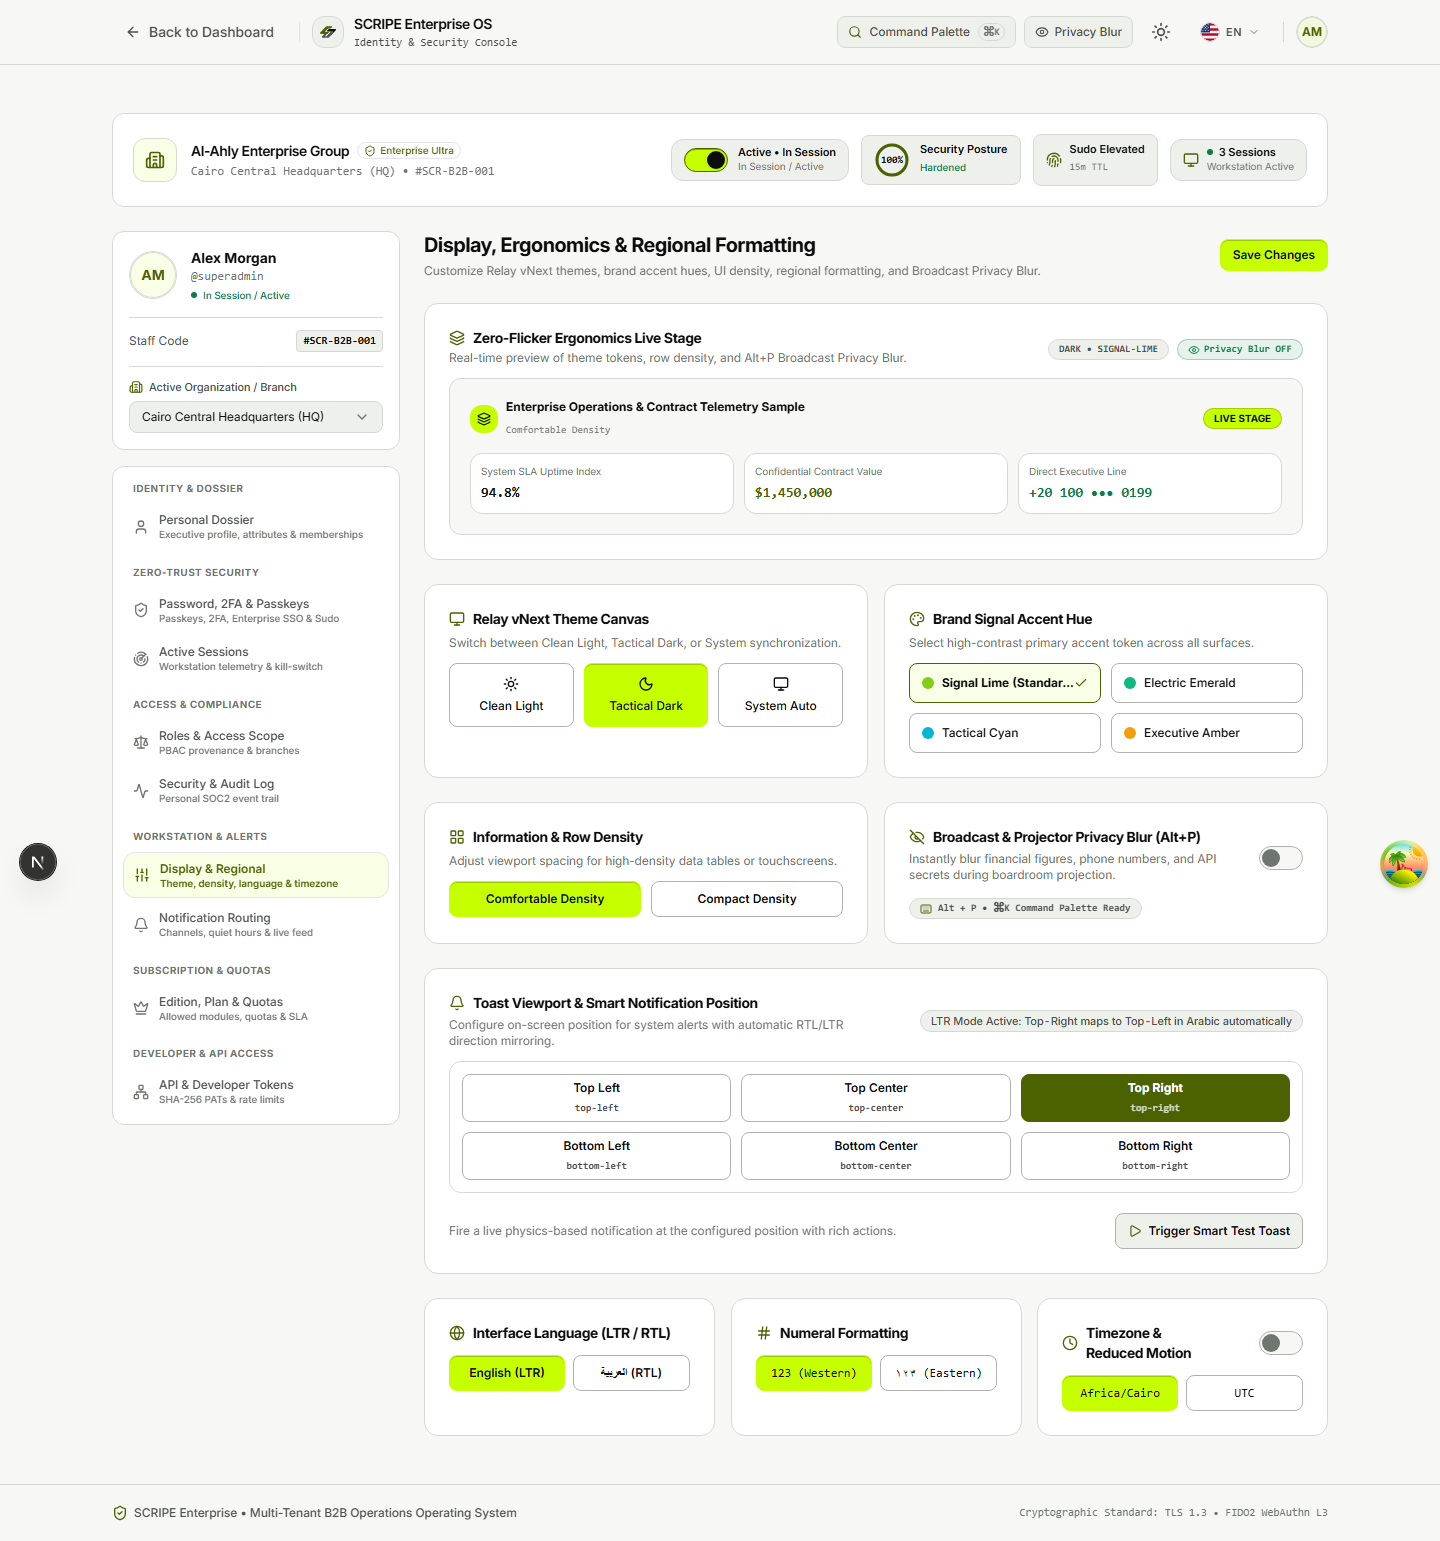 Back to Dashboard
SCRIPE Enterprise OS
Identity & Security Console
Command Palette ⌘K
Privacy Blur
EN
AM
Al-Ahly Enterprise Group
Enterprise Ultra
Cairo Central Headquarters (HQ) • #SCR-B2B-001
Active • In Session
In Session / Active
100%
Security Posture
Hardened
Sudo Elevated
15m TTL
3 Sessions
Workstation Active
AM
Alex Morgan
@superadmin
In Session / Active
Staff Code
#SCR-B2B-001
Active Organization / Branch
Cairo Central Headquarters (HQ)
IDENTITY & DOSSIER
Personal Dossier
Executive profile, attributes & memberships
ZERO-TRUST SECURITY
Password, 2FA & Passkeys
Passkeys, 2FA, Enterprise SSO & Sudo
Active Sessions
Workstation telemetry & kill-switch
ACCESS & COMPLIANCE
Roles & Access Scope
PBAC provenance & branches
Security & Audit Log
Personal SOC2 event trail
WORKSTATION & ALERTS
Display & Regional
Theme, density, language & timezone
Notification Routing
Channels, quiet hours & live feed
SUBSCRIPTION & QUOTAS
Edition, Plan & Quotas
Allowed modules, quotas & SLA
DEVELOPER & API ACCESS
API & Developer Tokens
SHA-256 PATs & rate limits
Display, Ergonomics & Regional Formatting
Customize Relay vNext themes, brand accent hues, UI density, regional formatting, and Broadcast Privacy Blur.
Save Changes
Zero-Flicker Ergonomics Live Stage
Real-time preview of theme tokens, row density, and Alt+P Broadcast Privacy Blur.
DARK • SIGNAL-LIME
Privacy Blur OFF
Enterprise Operations & Contract Telemetry Sample
Comfortable Density
LIVE STAGE
System SLA Uptime Index
94.8%
Confidential Contract Value
$1,450,000
Direct Executive Line
+20 100 ••• 0199
Relay vNext Theme Canvas
Switch between Clean Light, Tactical Dark, or System synchronization.
Clean Light
Tactical Dark
System Auto
Brand Signal Accent Hue
Select high-contrast primary accent token across all surfaces.
Signal Lime (Standar...
Electric Emerald
Tactical Cyan
Executive Amber
Information & Row Density
Adjust viewport spacing for high-density data tables or touchscreens.
Comfortable Density
Compact Density
Broadcast & Projector Privacy Blur (Alt+P)
Instantly blur financial figures, phone numbers, and API
secrets during boardroom projection.
Alt + P • ⌘K Command Palette Ready
Toast Viewport & Smart Notification Position
Configure on-screen position for system alerts with automatic RTL/LTR
direction mirroring.
LTR Mode Active: Top-Right maps to Top-Left in Arabic automatically
Top Left
top-left
Top Center
top-center
Top Right
top-right
Bottom Left
bottom-left
Bottom Center
bottom-center
Bottom Right
bottom-right
Fire a live physics-based notification at the configured position with rich actions.
Trigger Smart Test Toast
Interface Language (LTR / RTL)
English (LTR)
العربية (RTL)
Numeral Formatting
123 (Western)
١٢٣ (Eastern)
Timezone &
Reduced Motion
Africa/Cairo
UTC
N
SCRIPE Enterprise • Multi-Tenant B2B Operations Operating System
Cryptographic Standard: TLS 1.3 • FIDO2 WebAuthn L3